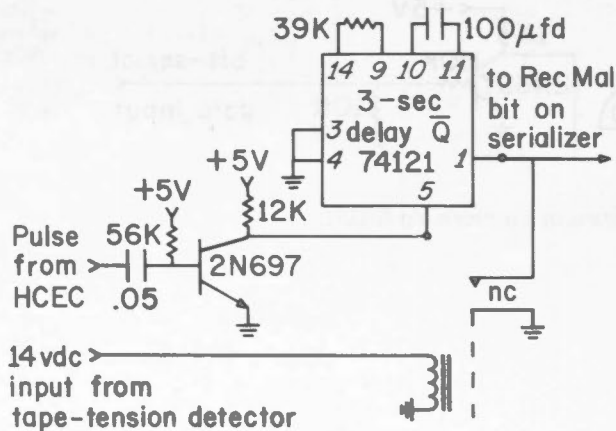 39K
100µfd
14 9 10 11
3-sec
delay Q̅
74121
3
4
1
5
to Rec Mal
bit on
serializer
+5V
+5V
12K
56K
Pulse
from
HCEC
.05
2N697
nc
14 vdc
input from
tape-tension detector